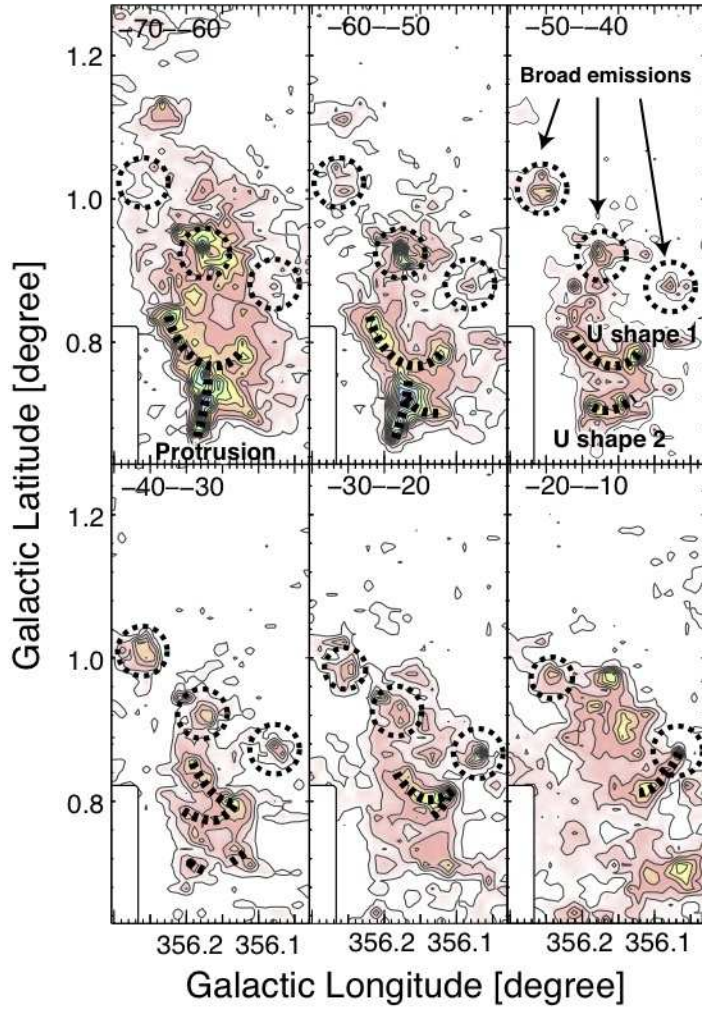 −70−−60
−60−−50
−50−−40
Broad emissions
1.2
1.0
0.8
U shape 1
U shape 2
Protrusion
−40−−30
−30−−20
−20−−10
1.2
1.0
0.8
356.2 356.1
356.2 356.1
356.2 356.1
Galactic Latitude [degree]
Galactic Longitude [degree]